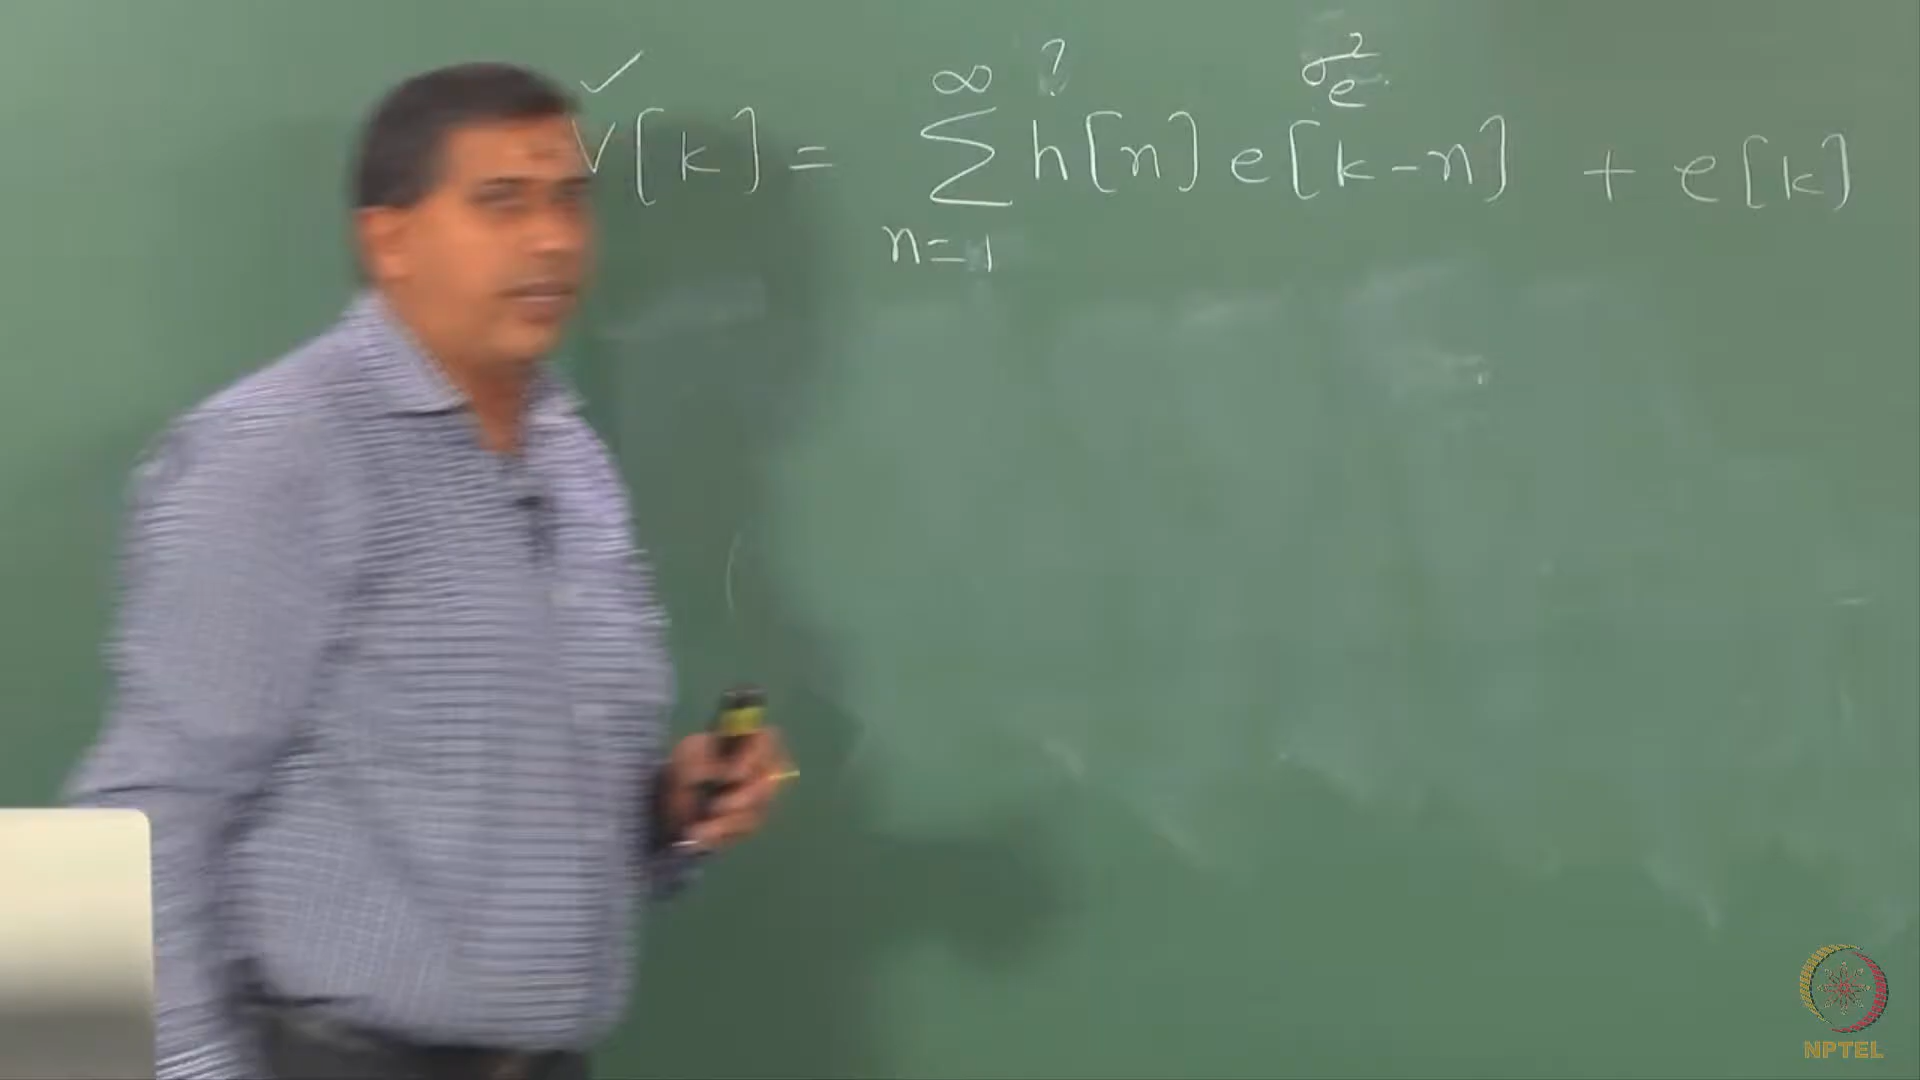 ✓ ∞ ? σ²ₑ
v[k] = Σ h[n] e[k-n] + e[k]
n=1
NPTEL